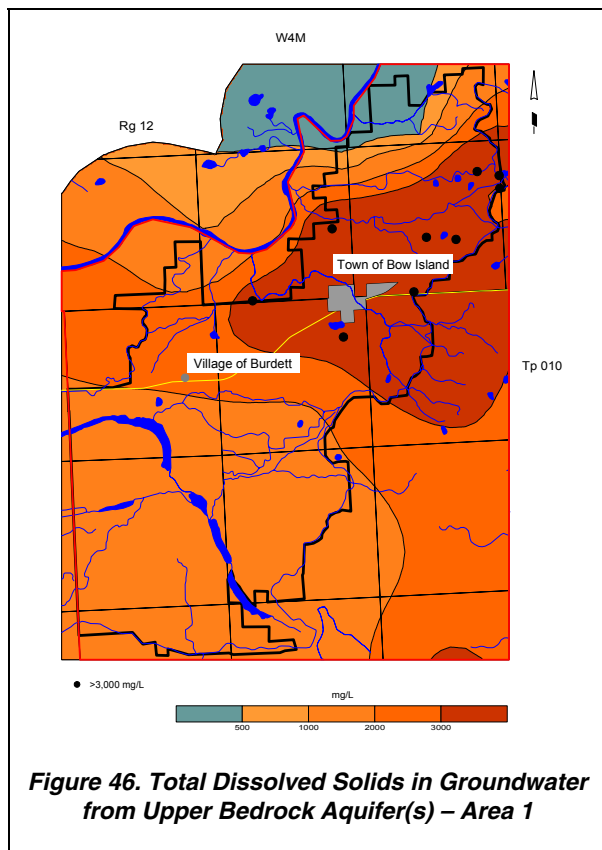 W4M
Rg 12
Town of Bow Island
Village of Burdett
Tp 010
>3,000 mg/L
mg/L
500 1000 2000 3000
Figure 46. Total Dissolved Solids in Groundwater
from Upper Bedrock Aquifer(s) – Area 1